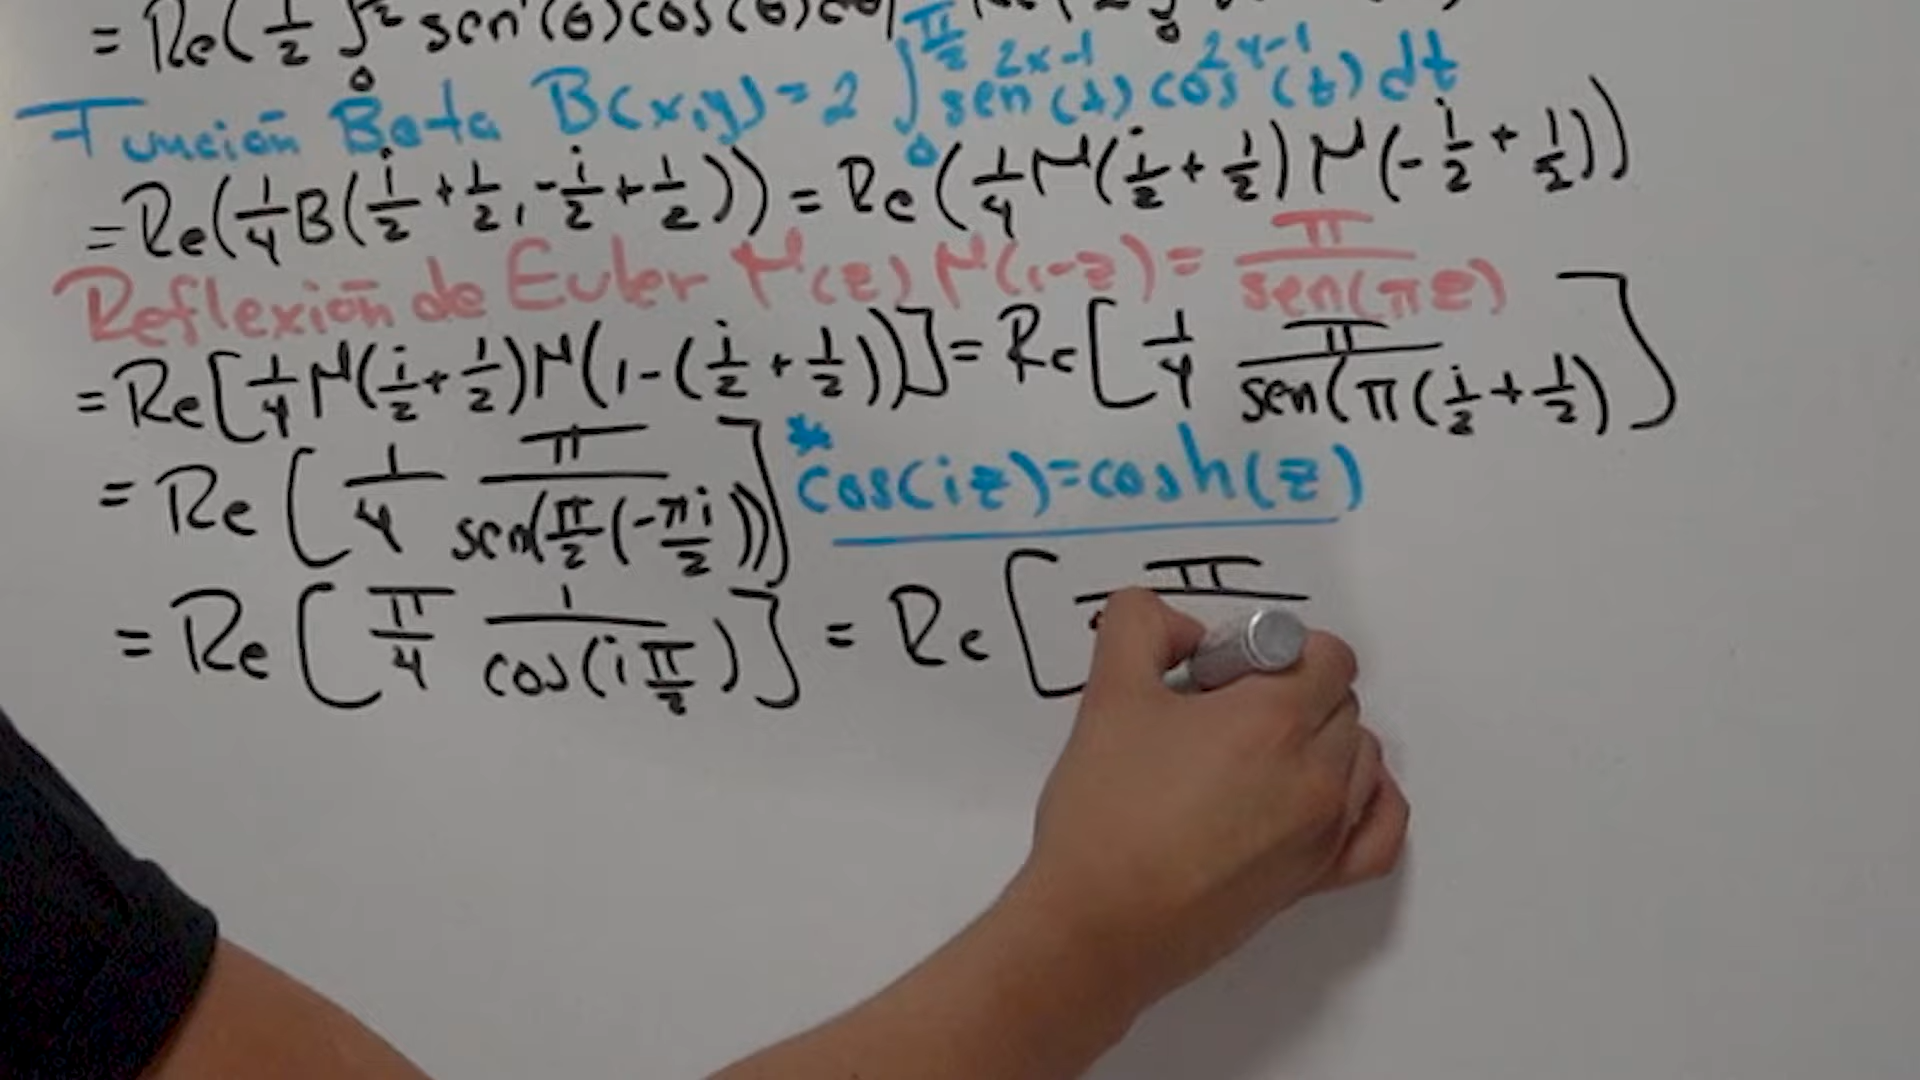 = Re(1/2 ∫₀ sen (θ)cos(θ)
Función Beta B(x,y) = 2 ∫₀^{π/2} sen^{2x-1}(t) cos^{2y-1}(t) dt
= Re(1/4 B(i/2 + 1/2, -i/2 + 1/2)) = Re(1/4 Γ(i/2 + 1/2) Γ(-i/2 + 1/2))
Reflexión de Euler Γ(z) Γ(1-z) = π/sen(πz)
= Re[1/4 Γ(i/2 + 1/2) Γ(1-(i/2 + 1/2))] = Re[1/4 π/sen(π(i/2 + 1/2)]
= Re[1/4 π/sen(π/2 (-πi/2))] * cos(iz)=cosh(z)
= Re[π/4 1/cos(i π/2)] = Re[π